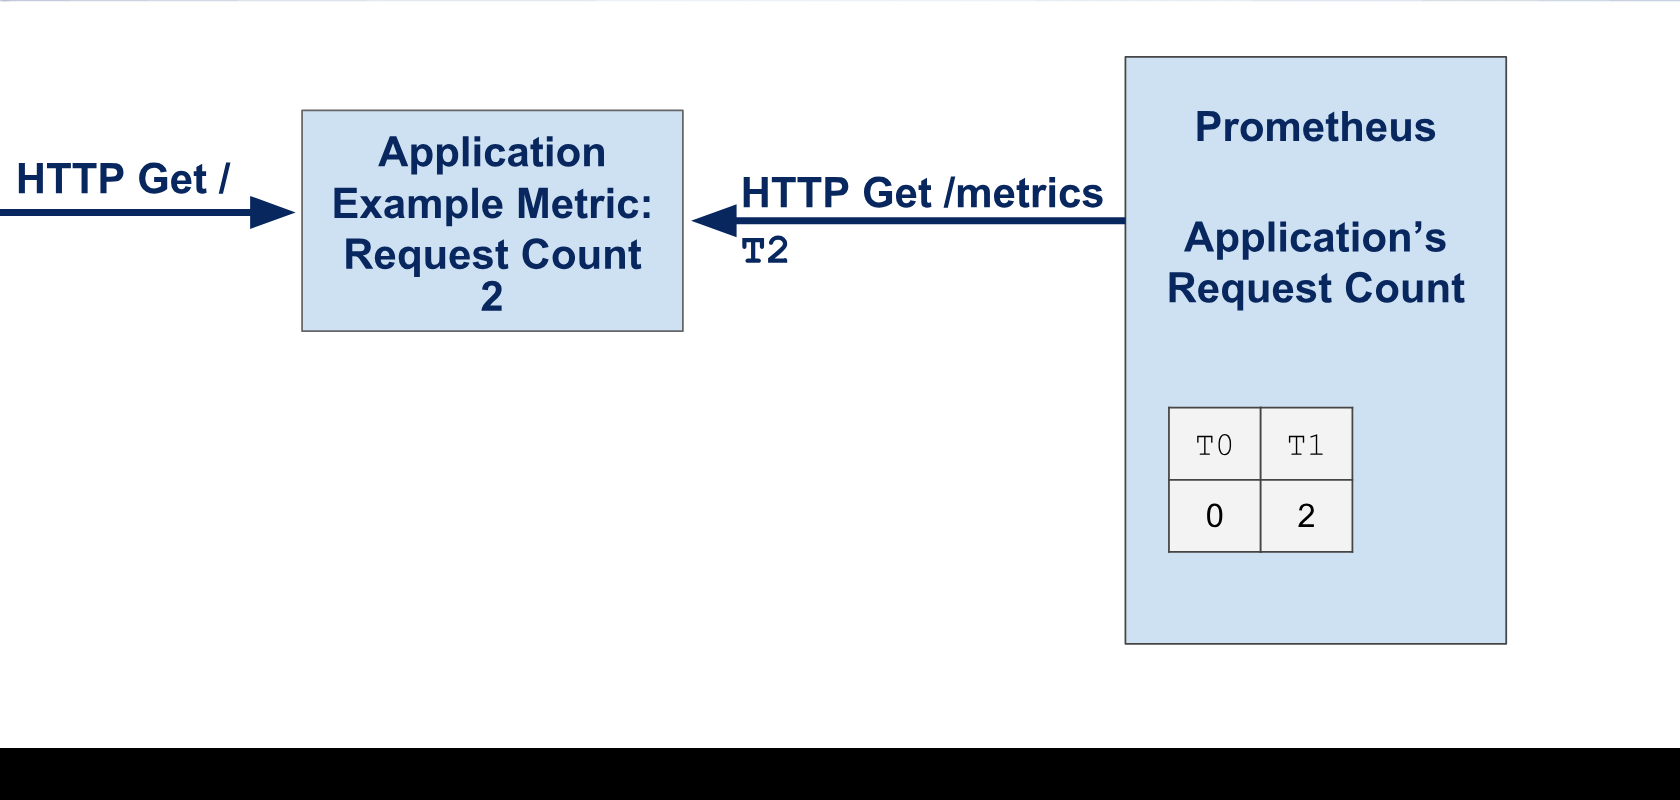 HTTP Get /
Application
Example Metric:
Request Count
2
HTTP Get /metrics
T2
Prometheus
Application’s
Request Count
T0 T1
0 2